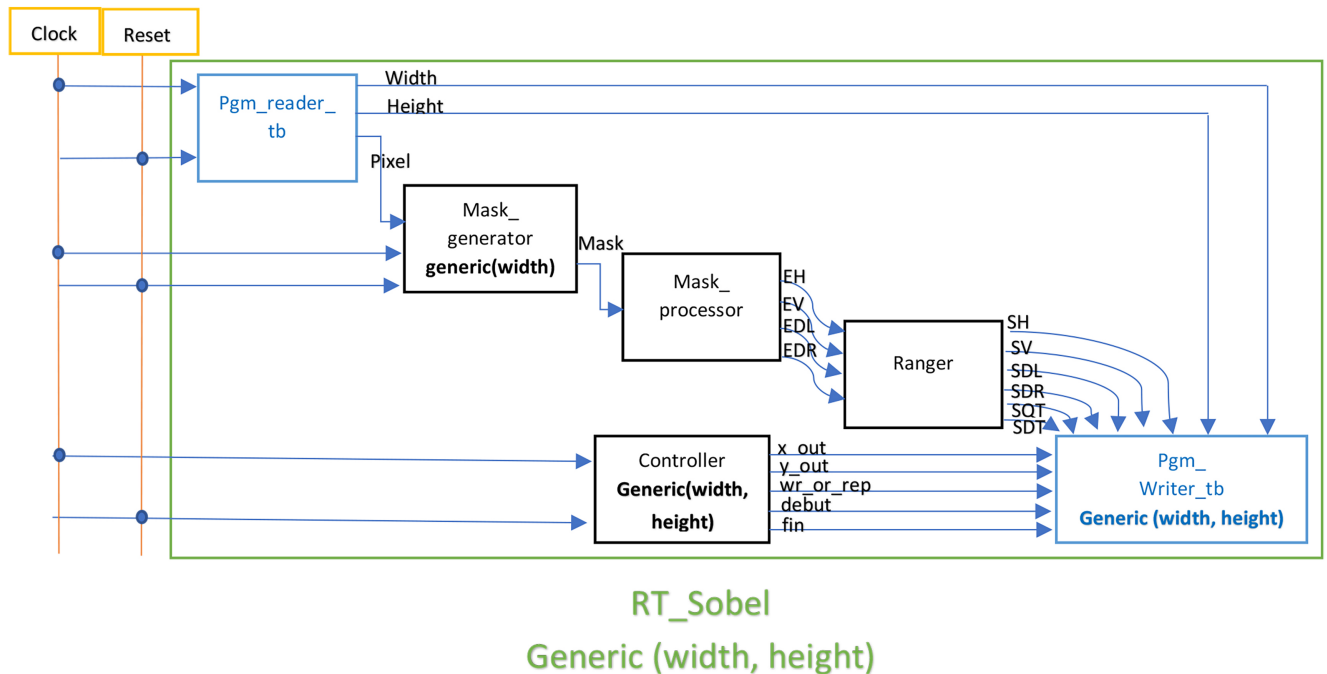 Clock
Reset
Width
Pgm_reader_
tb
Height
Pixel
Mask_
generator
generic(width)
Mask
Mask_
processor
EH
EV
EDL
EDR
Ranger
SH
SV
SDL
SDR
SQT
SDT
Controller
Generic(width,
height)
x_out
y_out
wr_or_rep
debut
fin
Pgm_
Writer_tb
Generic (width, height)
RT_Sobel
Generic (width, height)